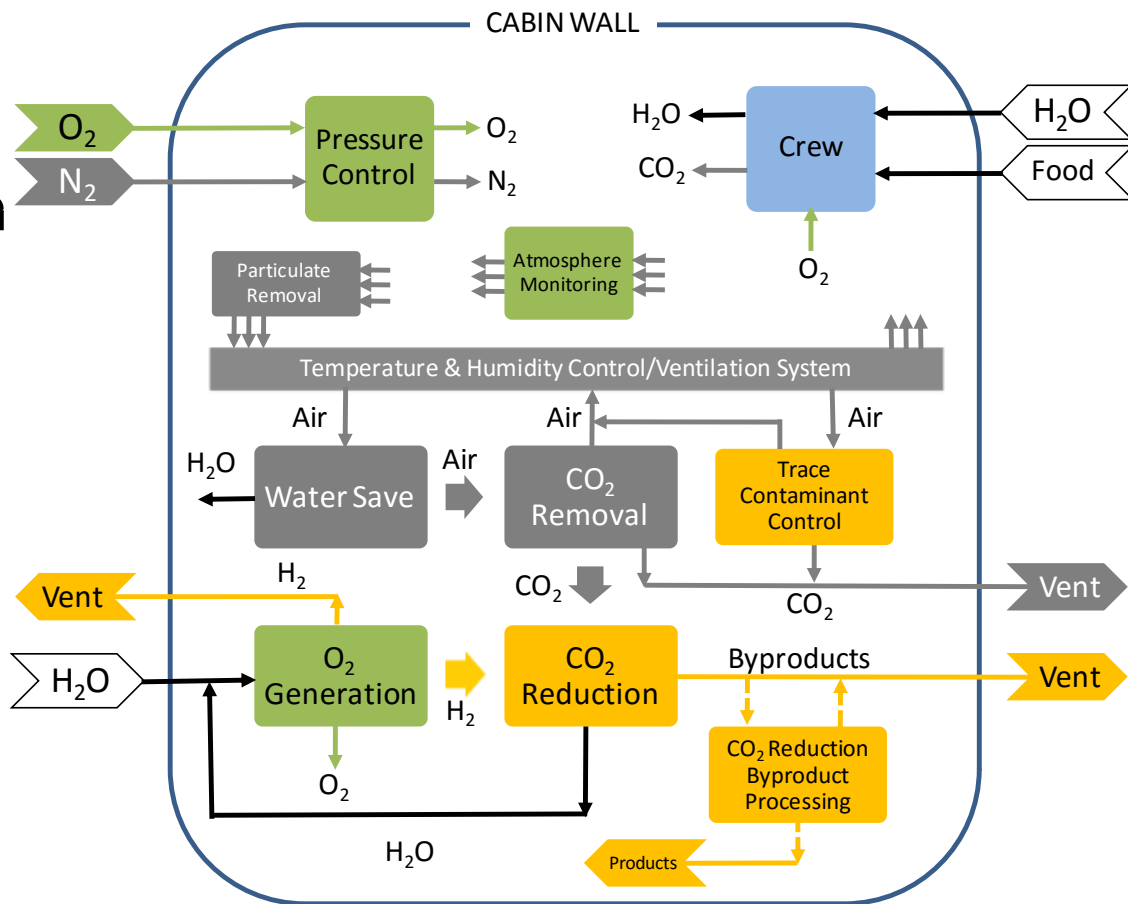 CABIN WALL
O₂
N₂
n
Pressure
Control
O₂
N₂
H₂O
CO₂
Crew
O₂
H₂O
Food
Particulate
Removal
Atmosphere
Monitoring
Temperature & Humidity Control/Ventilation System
Air
Air
Air
H₂O
Water Save
Air
CO₂
Removal
Trace
Contaminant
Control
H₂
CO₂
CO₂
Vent
Vent
H₂O
O₂
Generation
H₂
CO₂
Reduction
Byproducts
Vent
O₂
CO₂ Reduction
Byproduct
Processing
H₂O
Products